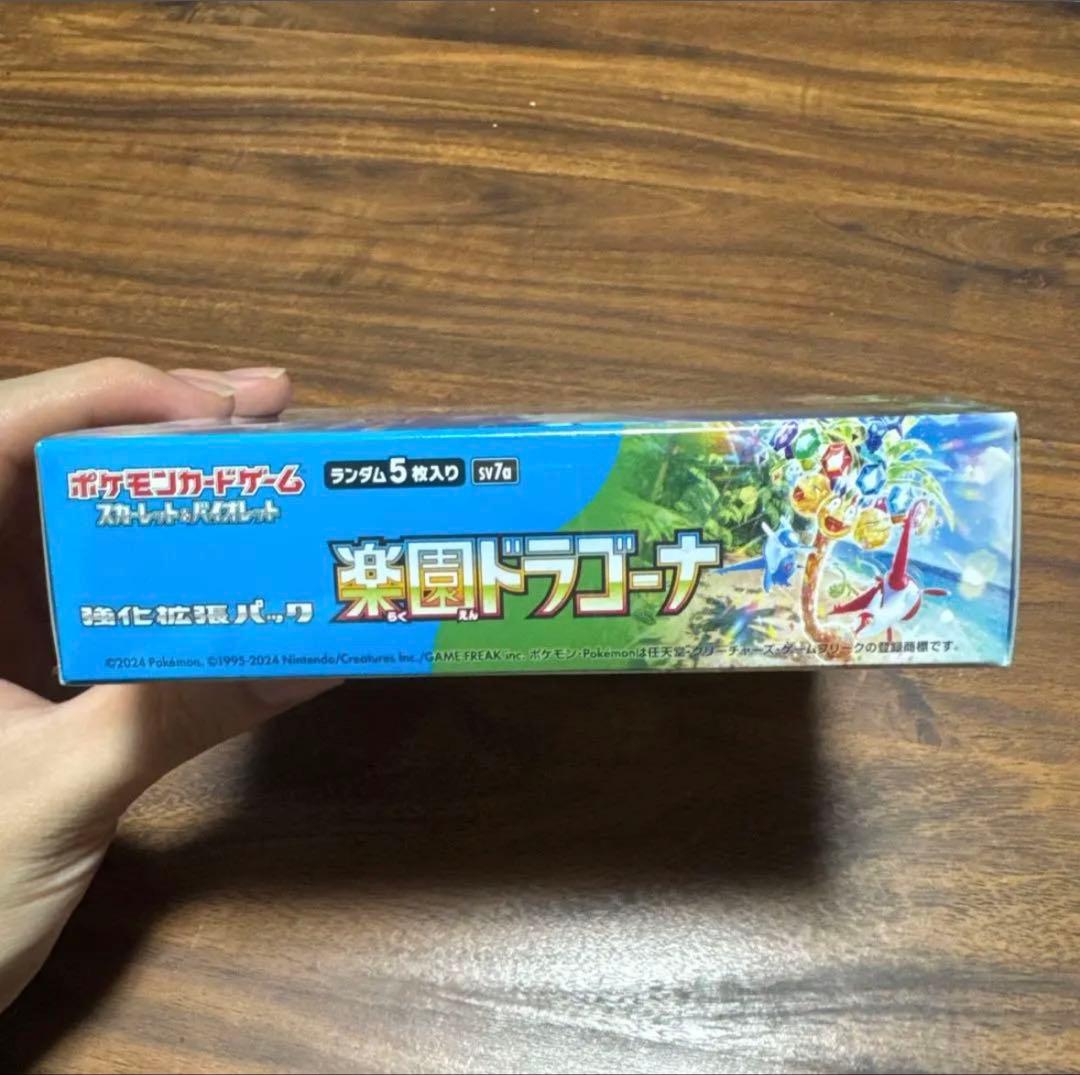 ポケモンカードゲーム
スカーレット&バイオレット
ランダム5枚入り
SV7a
強化拡張パック
楽園ドラゴーナ
らく えん
©2024 Pokémon. ©1995-2024 Nintendo/Creatures Inc./GAME FREAK inc. ポケモン・Pokémonは任天堂・クリーチャーズ・ゲームフリークの登録商標です。